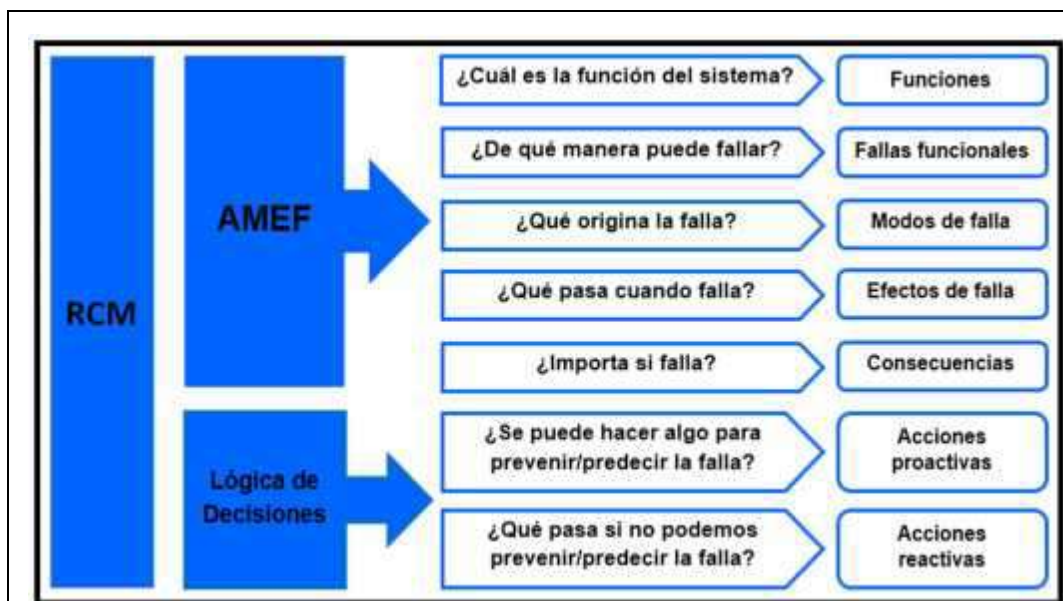 RCM
AMEF
¿Cuál es la función del sistema?
Funciones
¿De qué manera puede fallar?
Fallas funcionales
¿Qué origina la falla?
Modos de falla
¿Qué pasa cuando falla?
Efectos de falla
¿Importa si falla?
Consecuencias
Lógica de
Decisiones
¿Se puede hacer algo para
prevenir/predecir la falla?
Acciones
proactivas
¿Qué pasa si no podemos
prevenir/predecir la falla?
Acciones
reactivas